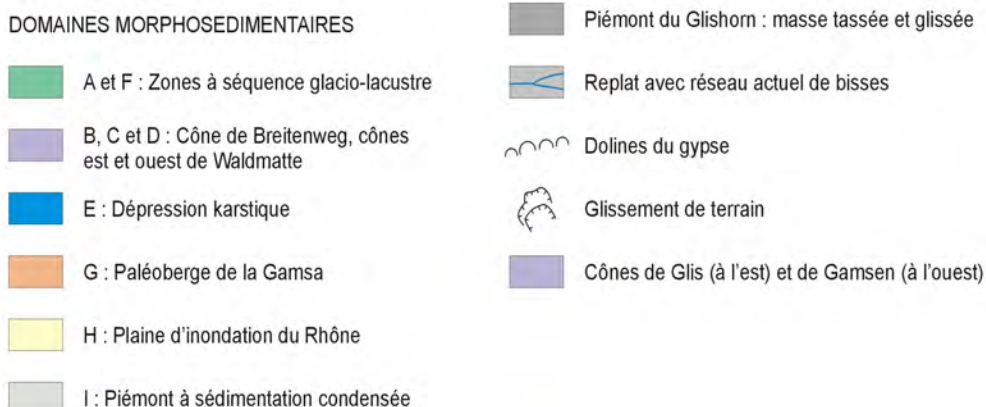 DOMAINES MORPHOSEDIMENTAIRES
A et F : Zones à séquence glacio-lacustre
B, C et D : Cône de Breitenweg, cônes
est et ouest de Waldmatte
E : Dépression karstique
G : Paléoberge de la Gamsa
H : Plaine d'inondation du Rhône
I : Piémont à sédimentation condensée
Piémont du Glishorn : masse tassée et glissée
Replat avec réseau actuel de bisses
Dolines du gypse
Glissement de terrain
Cônes de Glis (à l'est) et de Gamsen (à l'ouest)